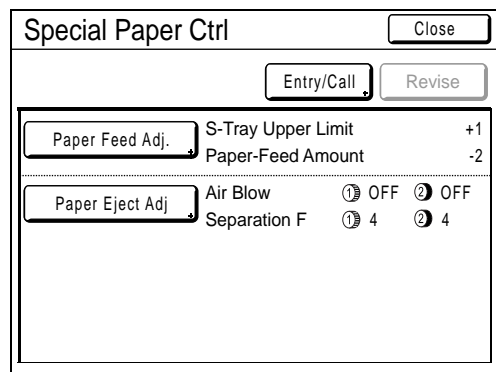 Special Paper Ctrl Close
Entry/Call Revise
Paper Feed Adj. S-Tray Upper Limit +1
Paper-Feed Amount -2
Paper Eject Adj Air Blow ① OFF ② OFF
Separation F ① 4 ② 4